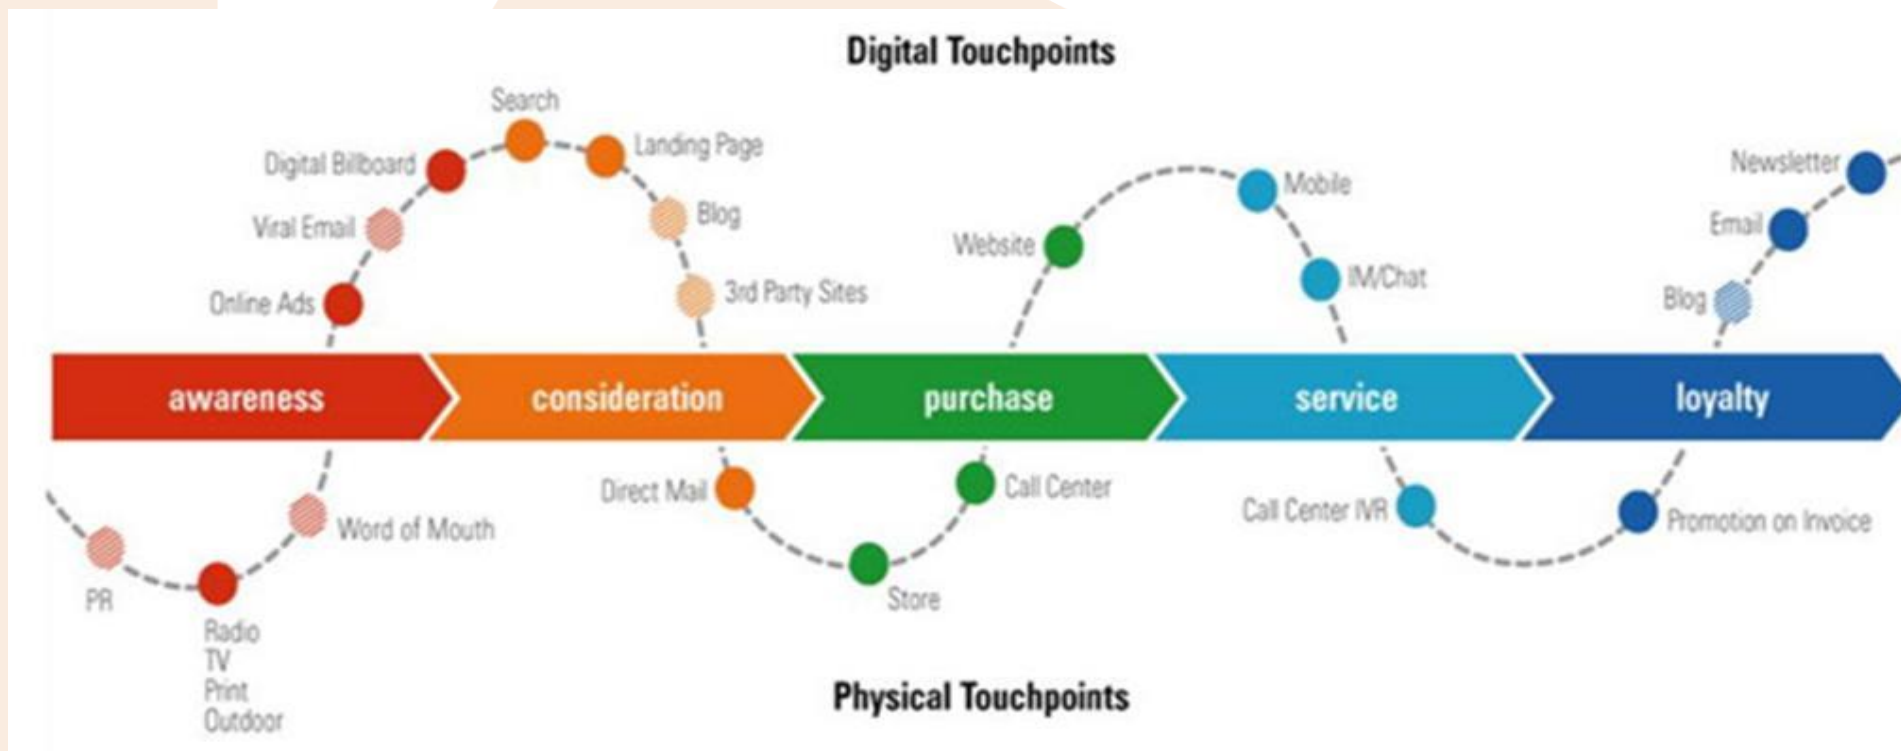 Digital Touchpoints
Search
Digital Billboard
Landing Page
Newsletter
Mobile
Viral Email
Blog
Email
Website
IM/Chat
Online Ads
3rd Party Sites
Blog
awareness
consideration
purchase
service
loyalty
Direct Mail
Call Center
Call Center IVR
Promotion on Invoice
Word of Mouth
PR
Store
Radio
TV
Print
Outdoor
Physical Touchpoints